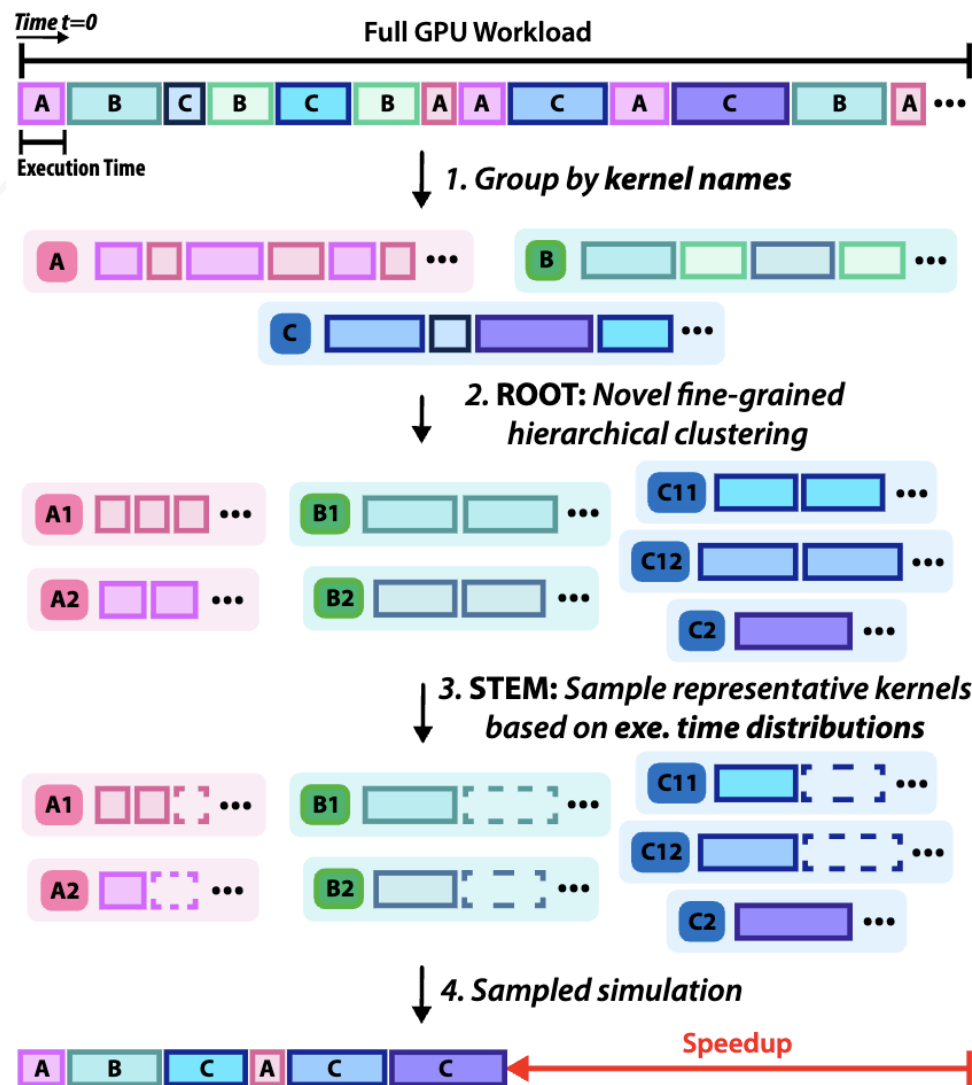 Time t=0
Full GPU Workload
A B C B C B A A C A C B A •••
Execution Time
1. Group by kernel names
A •••
B •••
C •••
2. ROOT: Novel fine-grained
hierarchical clustering
A1 •••
B1 •••
C11 •••
A2 •••
B2 •••
C12 •••
C2 •••
3. STEM: Sample representative kernels
based on exe. time distributions
A1 •••
B1 •••
C11 •••
A2 •••
B2 •••
C12 •••
C2 •••
4. Sampled simulation
Speedup
A B C A C C